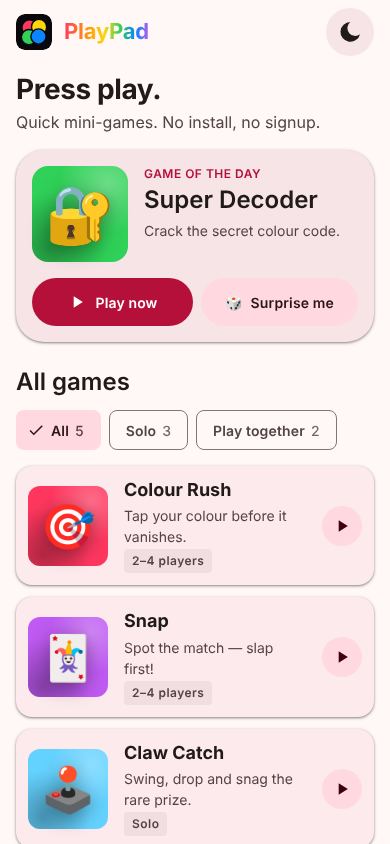 PlayPad
Press play.
Quick mini-games. No install, no signup.
GAME OF THE DAY
Super Decoder
Crack the secret colour code.
Play now
Surprise me
All games
All 5
Solo 3
Play together 2
Colour Rush
Tap your colour before it
vanishes.
2–4 players
Snap
Spot the match — slap
first!
2–4 players
Claw Catch
Swing, drop and snag the
rare prize.
Solo